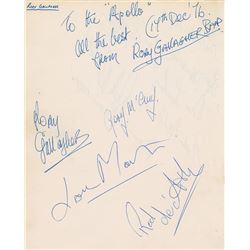 RORY GALLAGHER
To the Apollo
14th Dec '76.
All the best
from RORY GALLAGHER BAND
Rory
Gallagher
Gerry McAvoy
Lou Martin
Rod de'Ath